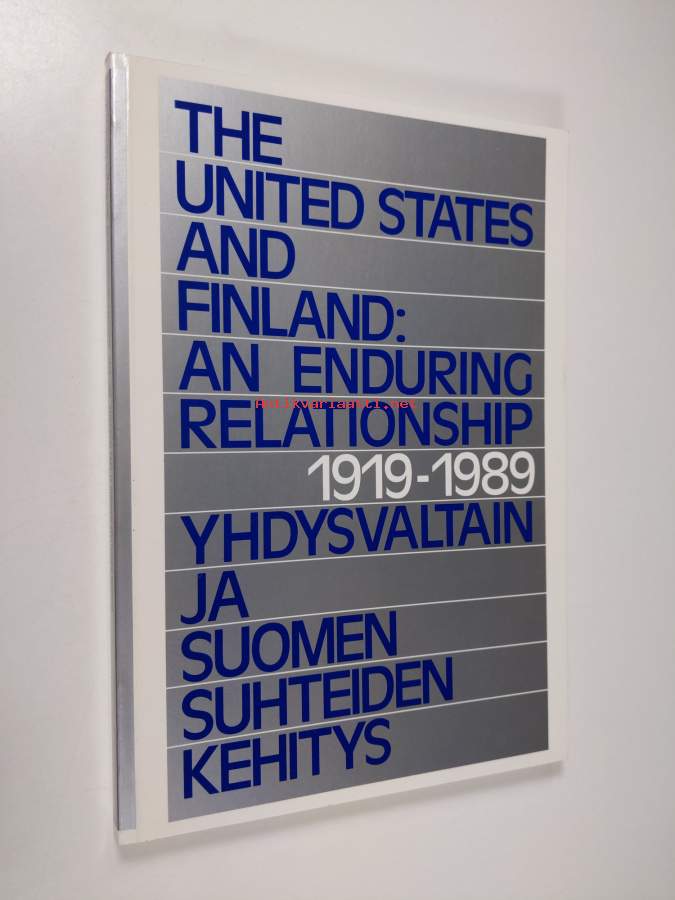 THE
UNITED STATES
AND
FINLAND:
AN ENDURING
Antikvariaatti.net
RELATIONSHIP
1919-1989
YHDYSVALTAIN
JA
SUOMEN
SUHTEIDEN
KEHITYS